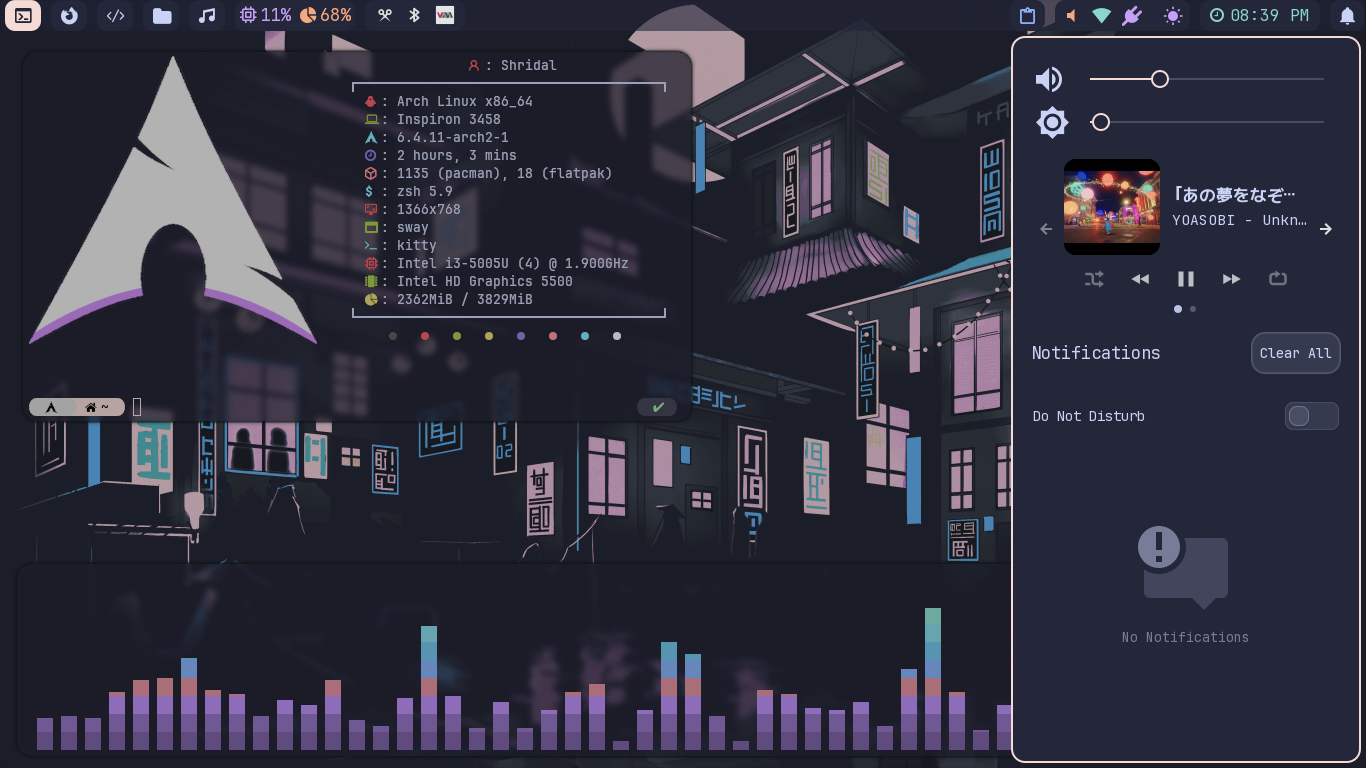 11% 68% 08:39 PM
: Shridal
: Arch Linux x86_64
: Inspiron 3458
: 6.4.11-arch2-1
: 2 hours, 3 mins
: 1135 (pacman), 18 (flatpak)
: zsh 5.9
: 1366x768
: sway
: kitty
: Intel i3-5005U (4) @ 1.900GHz
: Intel HD Graphics 5500
: 2362MiB / 3829MiB
~
「あの夢をなぞ…
YOASOBI - Unkn…
Notifications
Clear All
Do Not Disturb
No Notifications